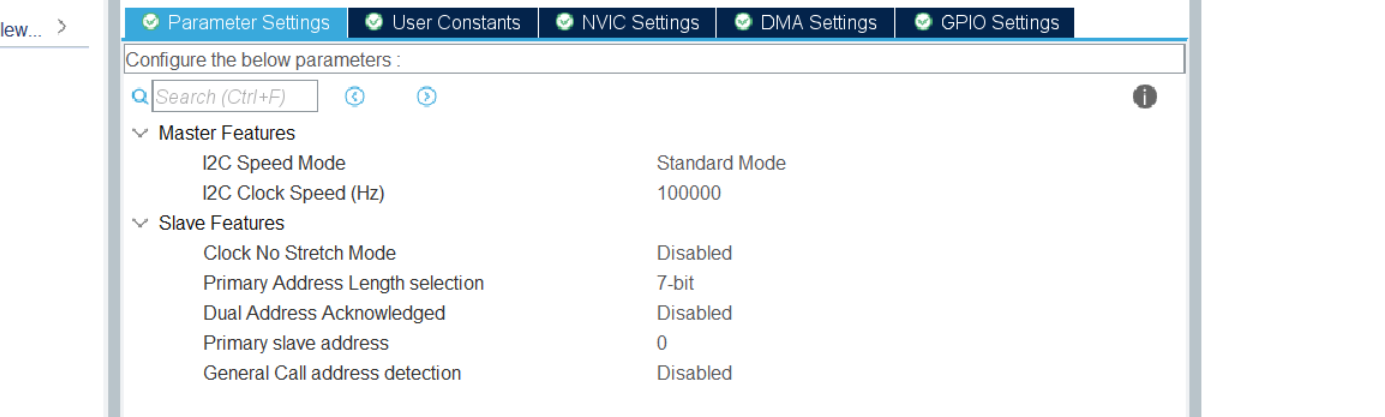 Parameter Settings User Constants NVIC Settings DMA Settings GPIO Settings
Configure the below parameters :
Search (Ctrl+F)
Master Features
I2C Speed Mode Standard Mode
I2C Clock Speed (Hz) 100000
Slave Features
Clock No Stretch Mode Disabled
Primary Address Length selection 7-bit
Dual Address Acknowledged Disabled
Primary slave address 0
General Call address detection Disabled